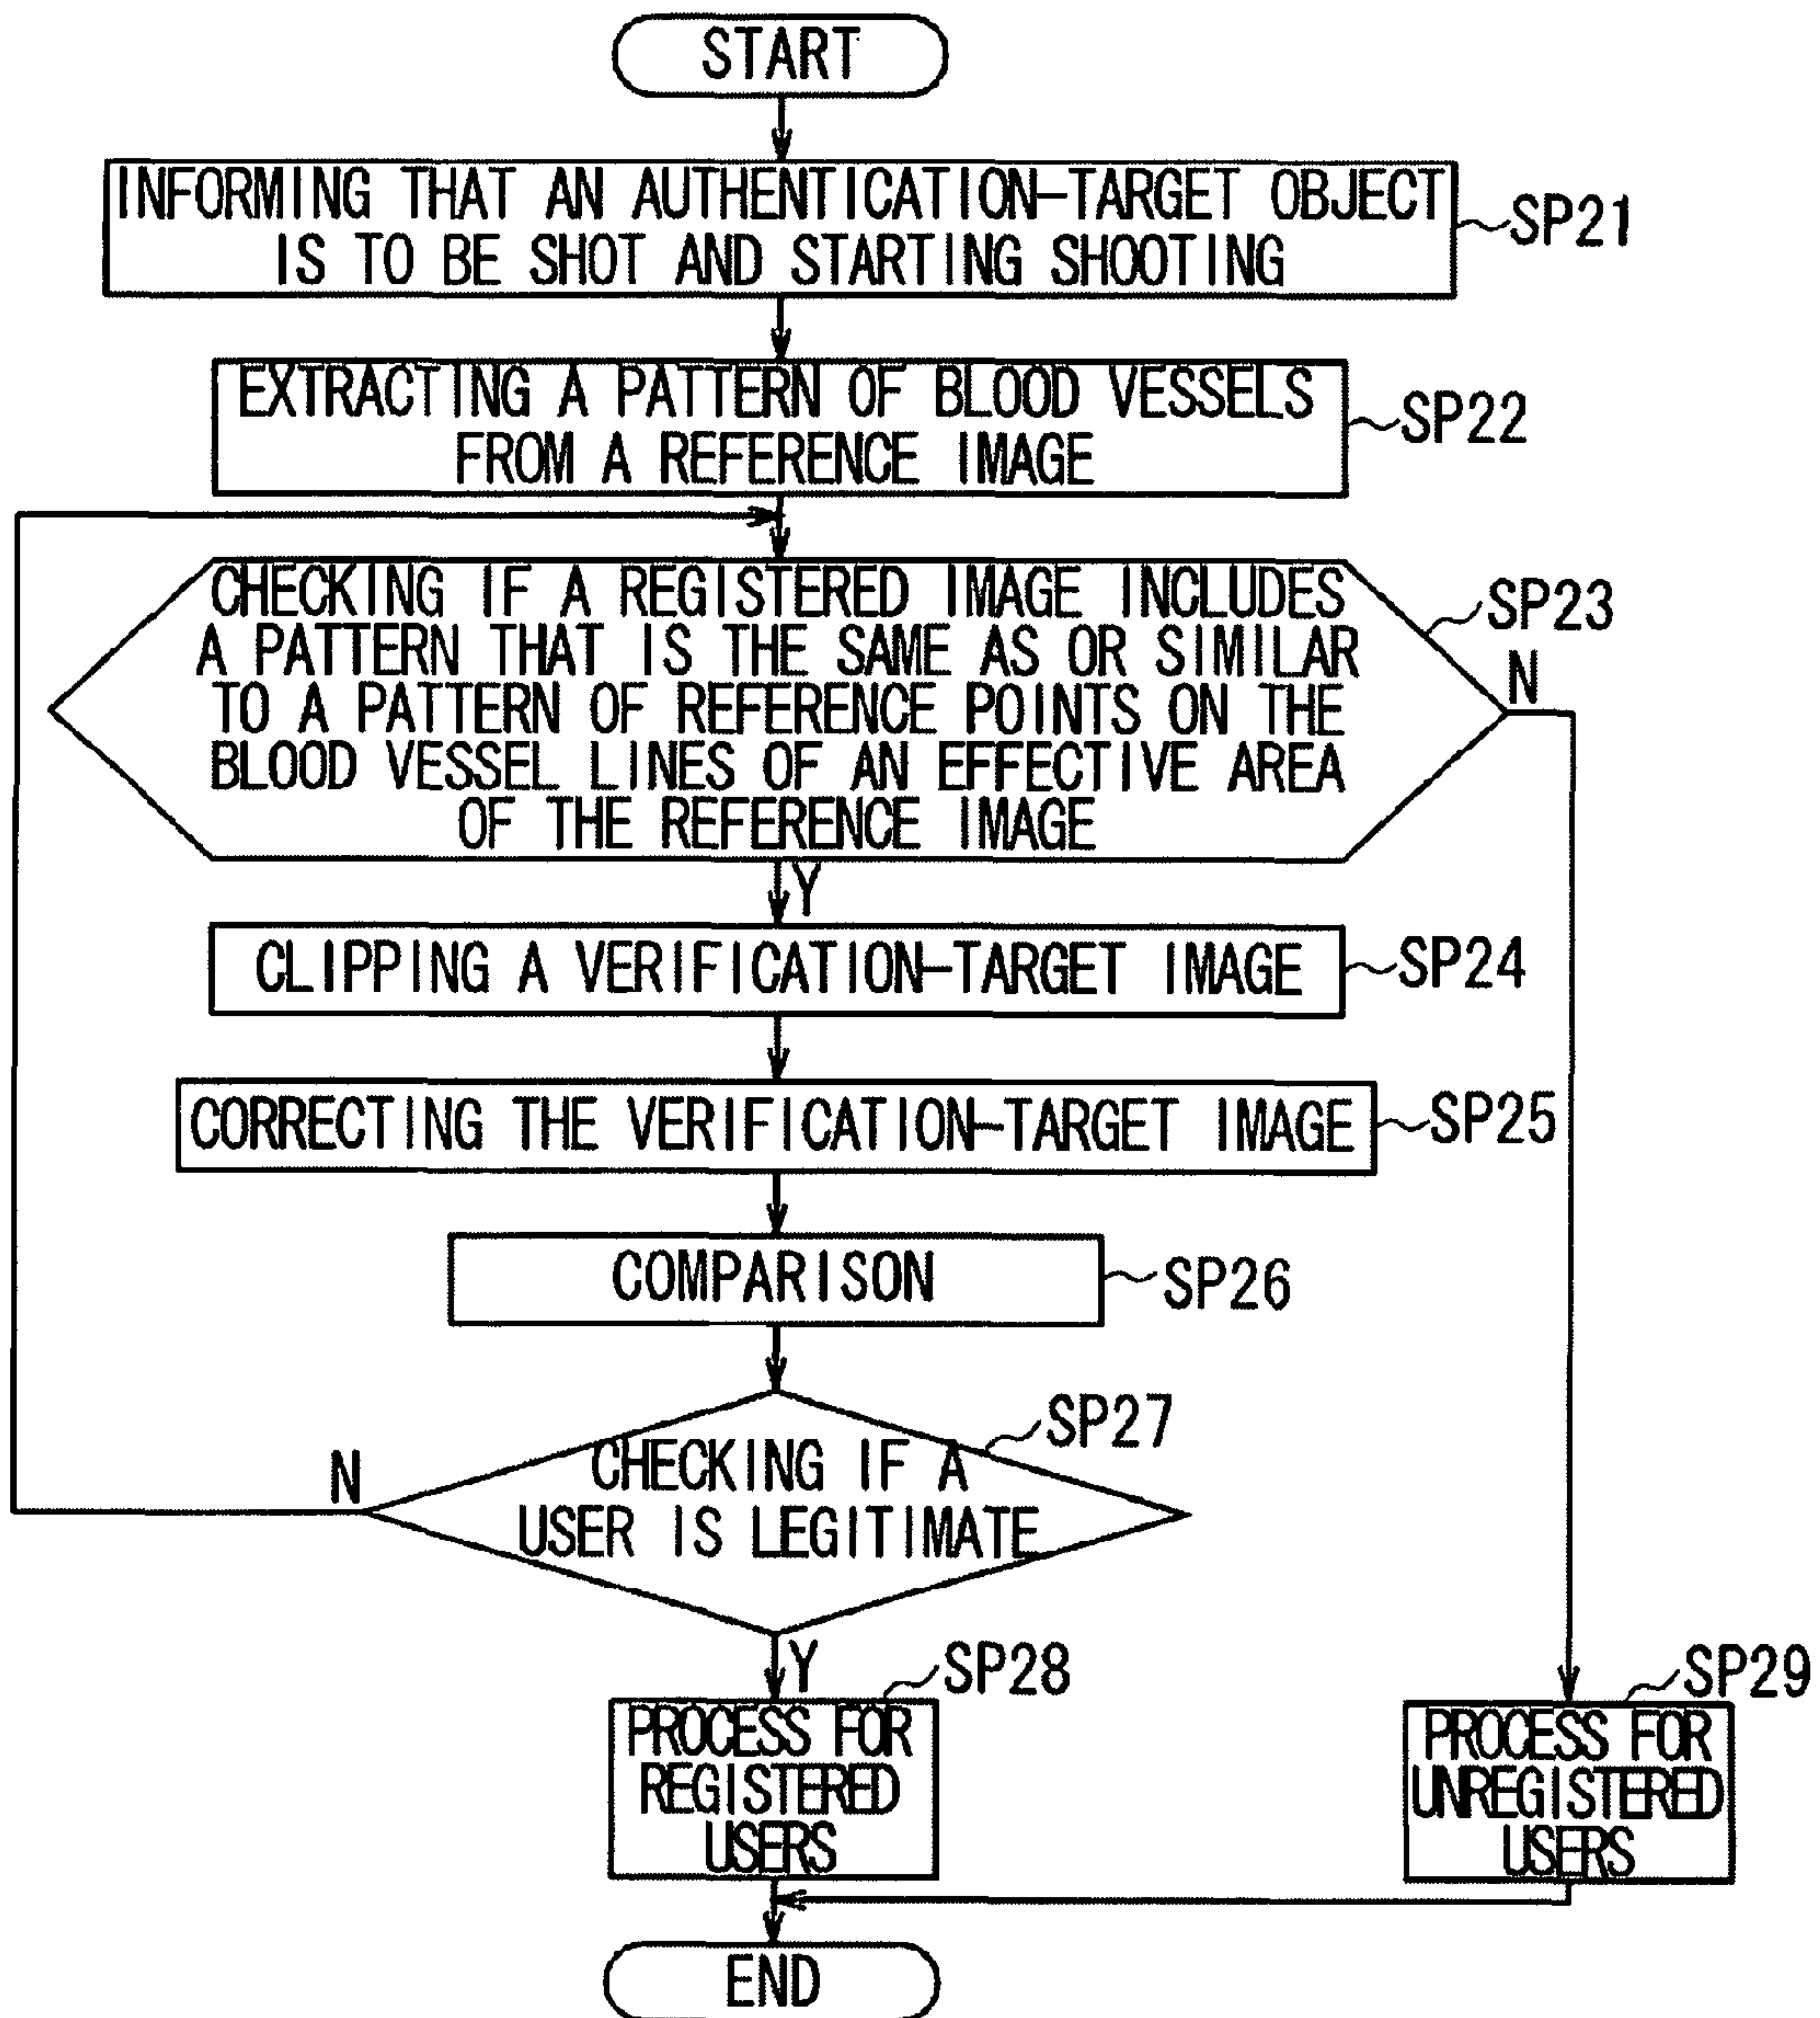 START
INFORMING THAT AN AUTHENTICATION-TARGET OBJECT
IS TO BE SHOT AND STARTING SHOOTING
SP21
EXTRACTING A PATTERN OF BLOOD VESSELS
FROM A REFERENCE IMAGE
SP22
CHECKING IF A REGISTERED IMAGE INCLUDES
A PATTERN THAT IS THE SAME AS OR SIMILAR
TO A PATTERN OF REFERENCE POINTS ON THE
BLOOD VESSEL LINES OF AN EFFECTIVE AREA
OF THE REFERENCE IMAGE
SP23
N
Y
CLIPPING A VERIFICATION-TARGET IMAGE
SP24
CORRECTING THE VERIFICATION-TARGET IMAGE
SP25
COMPARISON
SP26
CHECKING IF A
USER IS LEGITIMATE
SP27
N
Y
PROCESS FOR
REGISTERED
USERS
SP28
PROCESS FOR
UNREGISTERED
USERS
SP29
END